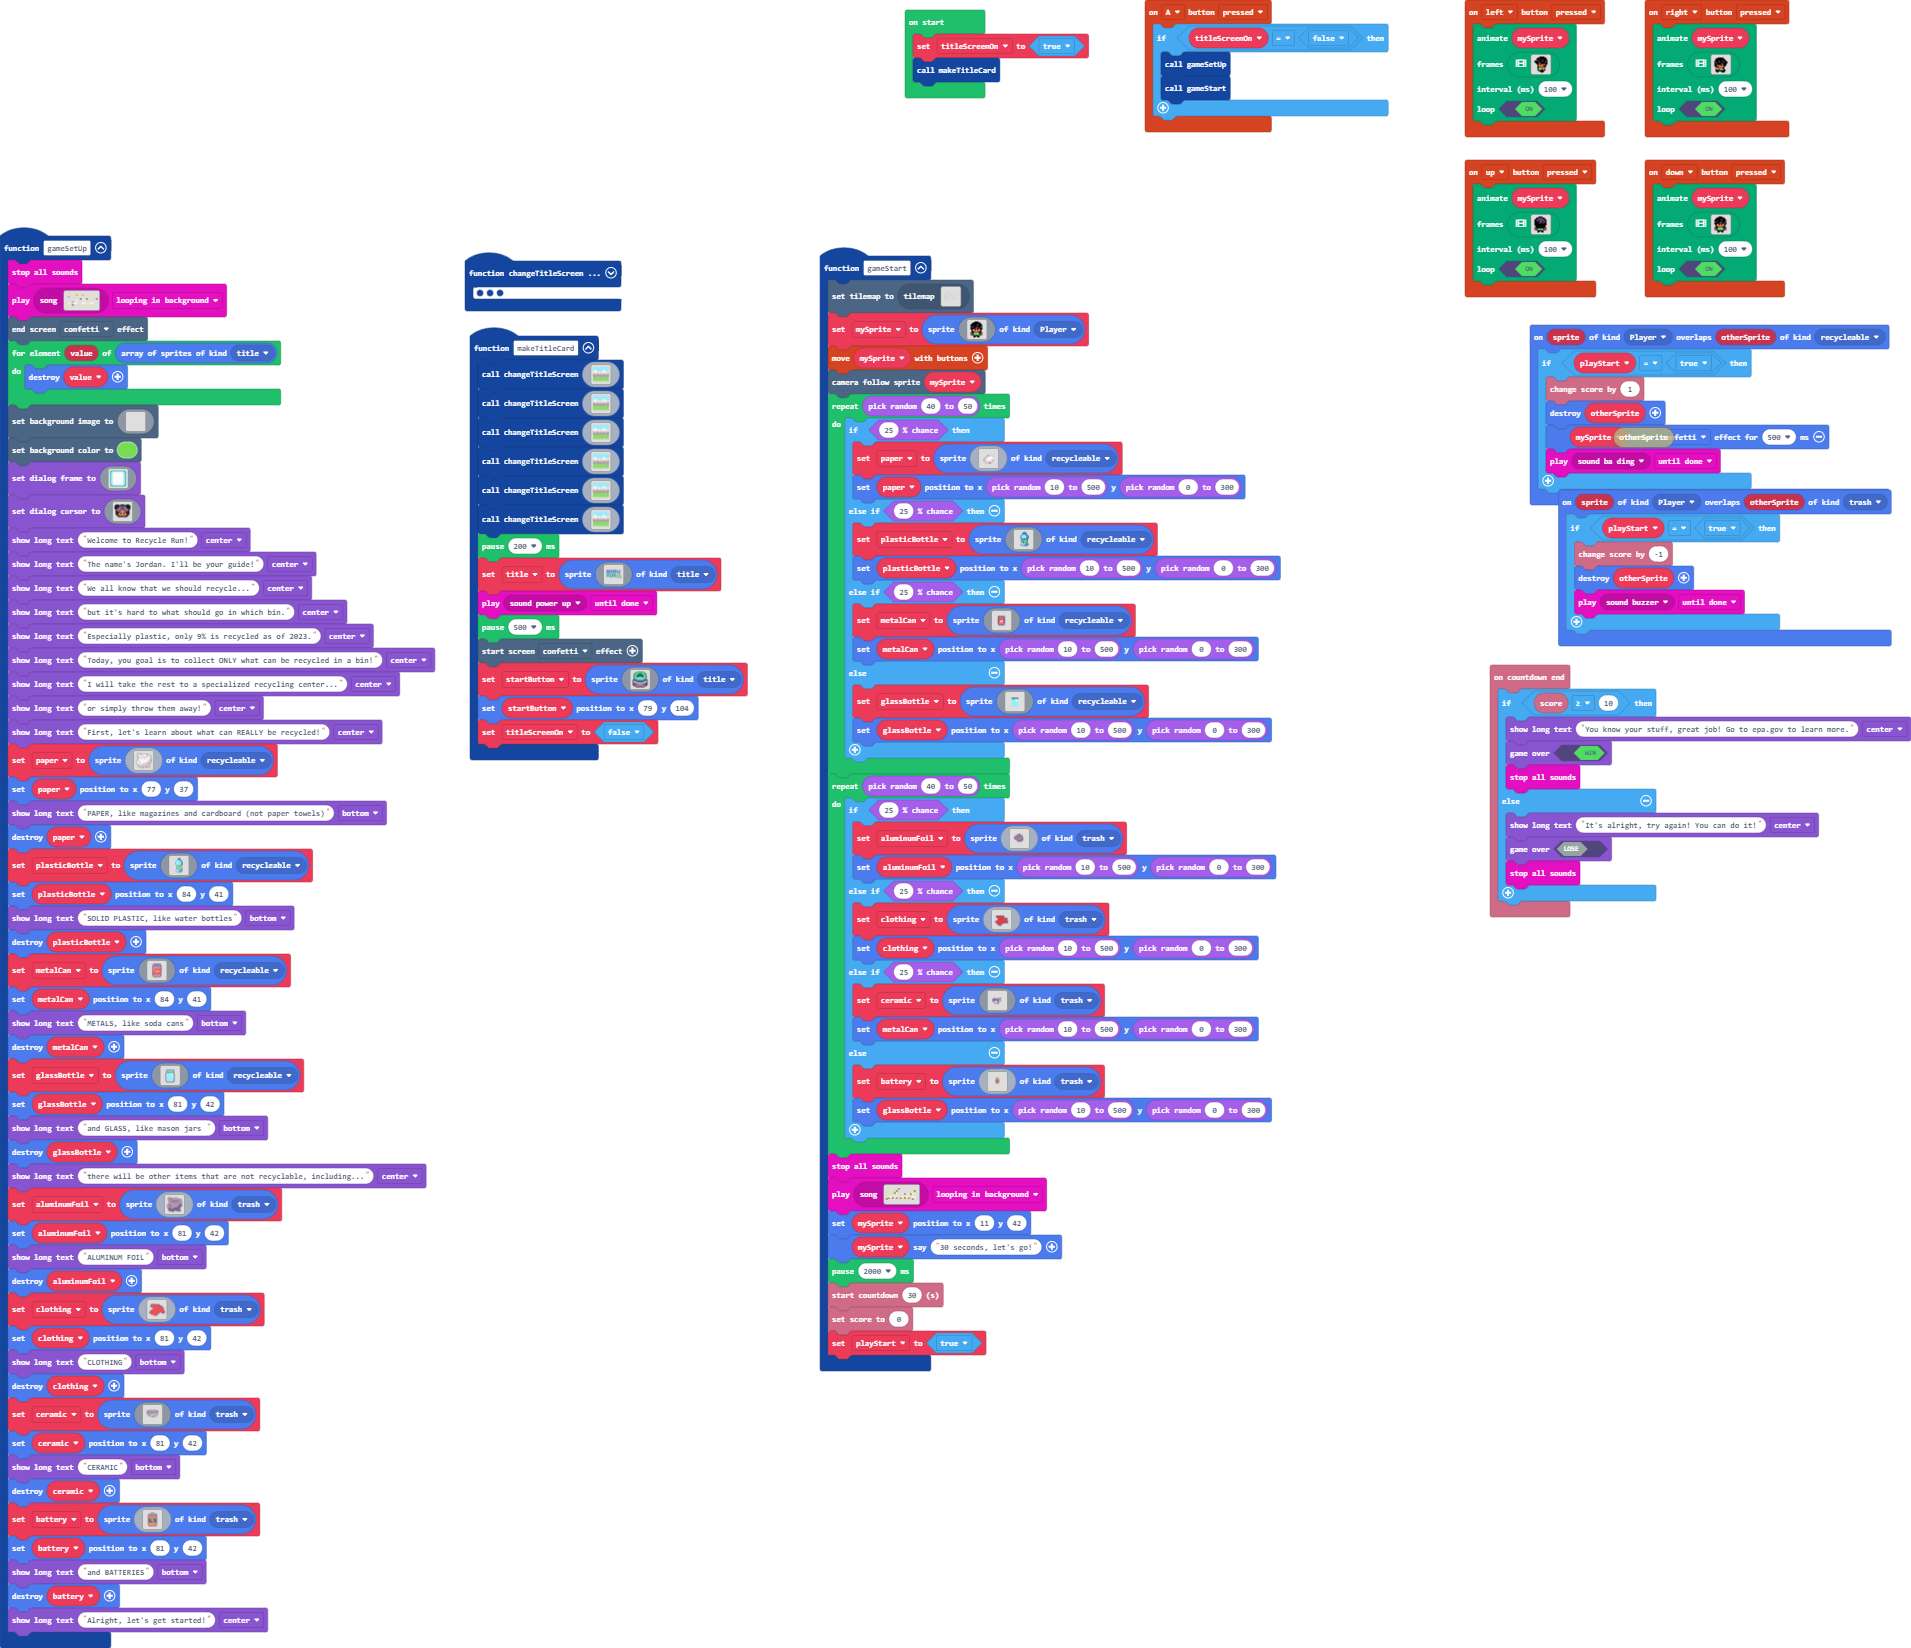 on start
set titleScreenOn to true
call makeTitleCard
on A button pressed
if titleScreenOn = false then
call gameSetUp
call gameStart
on left button pressed
animate mySprite
frames
interval (ms) 100
loop ON
on right button pressed
animate mySprite
frames
interval (ms) 100
loop ON
on up button pressed
animate mySprite
frames
interval (ms) 100
loop ON
on down button pressed
animate mySprite
frames
interval (ms) 100
loop ON
function gameSetUp
stop all sounds
play song looping in background
end screen confetti effect
for element value of array of sprites of kind title
do destroy value
set background image to
set background color to
set dialog frame to
set dialog cursor to
show long text "Welcome to Recycle Run!" center
show long text "The name's Jordan. I'll be your guide!" center
show long text "We all know that we should recycle..." center
show long text "but it's hard to what should go in which bin." center
show long text "Especially plastic, only 9% is recycled as of 2023." center
show long text "Today, you goal is to collect ONLY what can be recycled in a bin!" center
show long text "I will take the rest to a specialized recycling center..." center
show long text "or simply throw them away!" center
show long text "First, let's learn about what can REALLY be recycled!" center
set paper to sprite of kind recycleable
set paper position to x 77 y 37
show long text "PAPER, like magazines and cardboard (not paper towels)" bottom
destroy paper
set plasticBottle to sprite of kind recycleable
set plasticBottle position to x 84 y 41
show long text "SOLID PLASTIC, like water bottles" bottom
destroy plasticBottle
set metalCan to sprite of kind recycleable
set metalCan position to x 84 y 41
show long text "METALS, like soda cans" bottom
destroy metalCan
set glassBottle to sprite of kind recycleable
set glassBottle position to x 81 y 42
show long text "and GLASS, like mason jars " bottom
destroy glassBottle
show long text "there will be other items that are not recyclable, including..." center
set aluminumFoil to sprite of kind trash
set aluminumFoil position to x 81 y 42
show long text "ALUMINUM FOIL" bottom
destroy aluminumFoil
set clothing to sprite of kind trash
set clothing position to x 81 y 42
show long text "CLOTHING" bottom
destroy clothing
set ceramic to sprite of kind trash
set ceramic position to x 81 y 42
show long text "CERAMIC" bottom
destroy ceramic
set battery to sprite of kind trash
set battery position to x 81 y 42
show long text "and BATTERIES" bottom
destroy battery
show long text "Alright, let's get started!" center
function changeTitleScreen ...
function makeTitleCard
call changeTitleScreen
call changeTitleScreen
call changeTitleScreen
call changeTitleScreen
call changeTitleScreen
call changeTitleScreen
pause 200 ms
set title to sprite of kind title
play sound power up until done
pause 500 ms
start screen confetti effect
set startButton to sprite of kind title
set startButton position to x 79 y 104
set titleScreenOn to false
function gameStart
set tilemap to tilemap
set mySprite to sprite of kind Player
move mySprite with buttons
camera follow sprite mySprite
repeat pick random 40 to 50 times
do if 25 % chance then
set paper to sprite of kind recycleable
set paper position to x pick random 10 to 500 y pick random 0 to 300
else if 25 % chance then
set plasticBottle to sprite of kind recycleable
set plasticBottle position to x pick random 10 to 500 y pick random 0 to 300
else if 25 % chance then
set metalCan to sprite of kind recycleable
set metalCan position to x pick random 10 to 500 y pick random 0 to 300
else
set glassBottle to sprite of kind recycleable
set glassBottle position to x pick random 10 to 500 y pick random 0 to 300
repeat pick random 40 to 50 times
do if 25 % chance then
set aluminumFoil to sprite of kind trash
set aluminumFoil position to x pick random 10 to 500 y pick random 0 to 300
else if 25 % chance then
set clothing to sprite of kind trash
set clothing position to x pick random 10 to 500 y pick random 0 to 300
else if 25 % chance then
set ceramic to sprite of kind trash
set metalCan position to x pick random 10 to 500 y pick random 0 to 300
else
set battery to sprite of kind trash
set glassBottle position to x pick random 10 to 500 y pick random 0 to 300
stop all sounds
play song looping in background
set mySprite position to x 11 y 42
mySprite say "30 seconds, let's go!"
pause 2000 ms
start countdown 30 (s)
set score to 0
set playStart to true
on sprite of kind Player overlaps otherSprite of kind recycleable
if playStart = true then
change score by 1
destroy otherSprite
mySprite otherSprite fetti effect for 500 ms
play sound ba ding until done
on sprite of kind Player overlaps otherSprite of kind trash
if playStart = true then
change score by -1
destroy otherSprite
play sound buzzer until done
on countdown end
if score ≥ 10 then
show long text "You know your stuff, great job! Go to epa.gov to learn more." center
game over WIN
stop all sounds
else
show long text "It's alright, try again! You can do it!" center
game over LOSE
stop all sounds